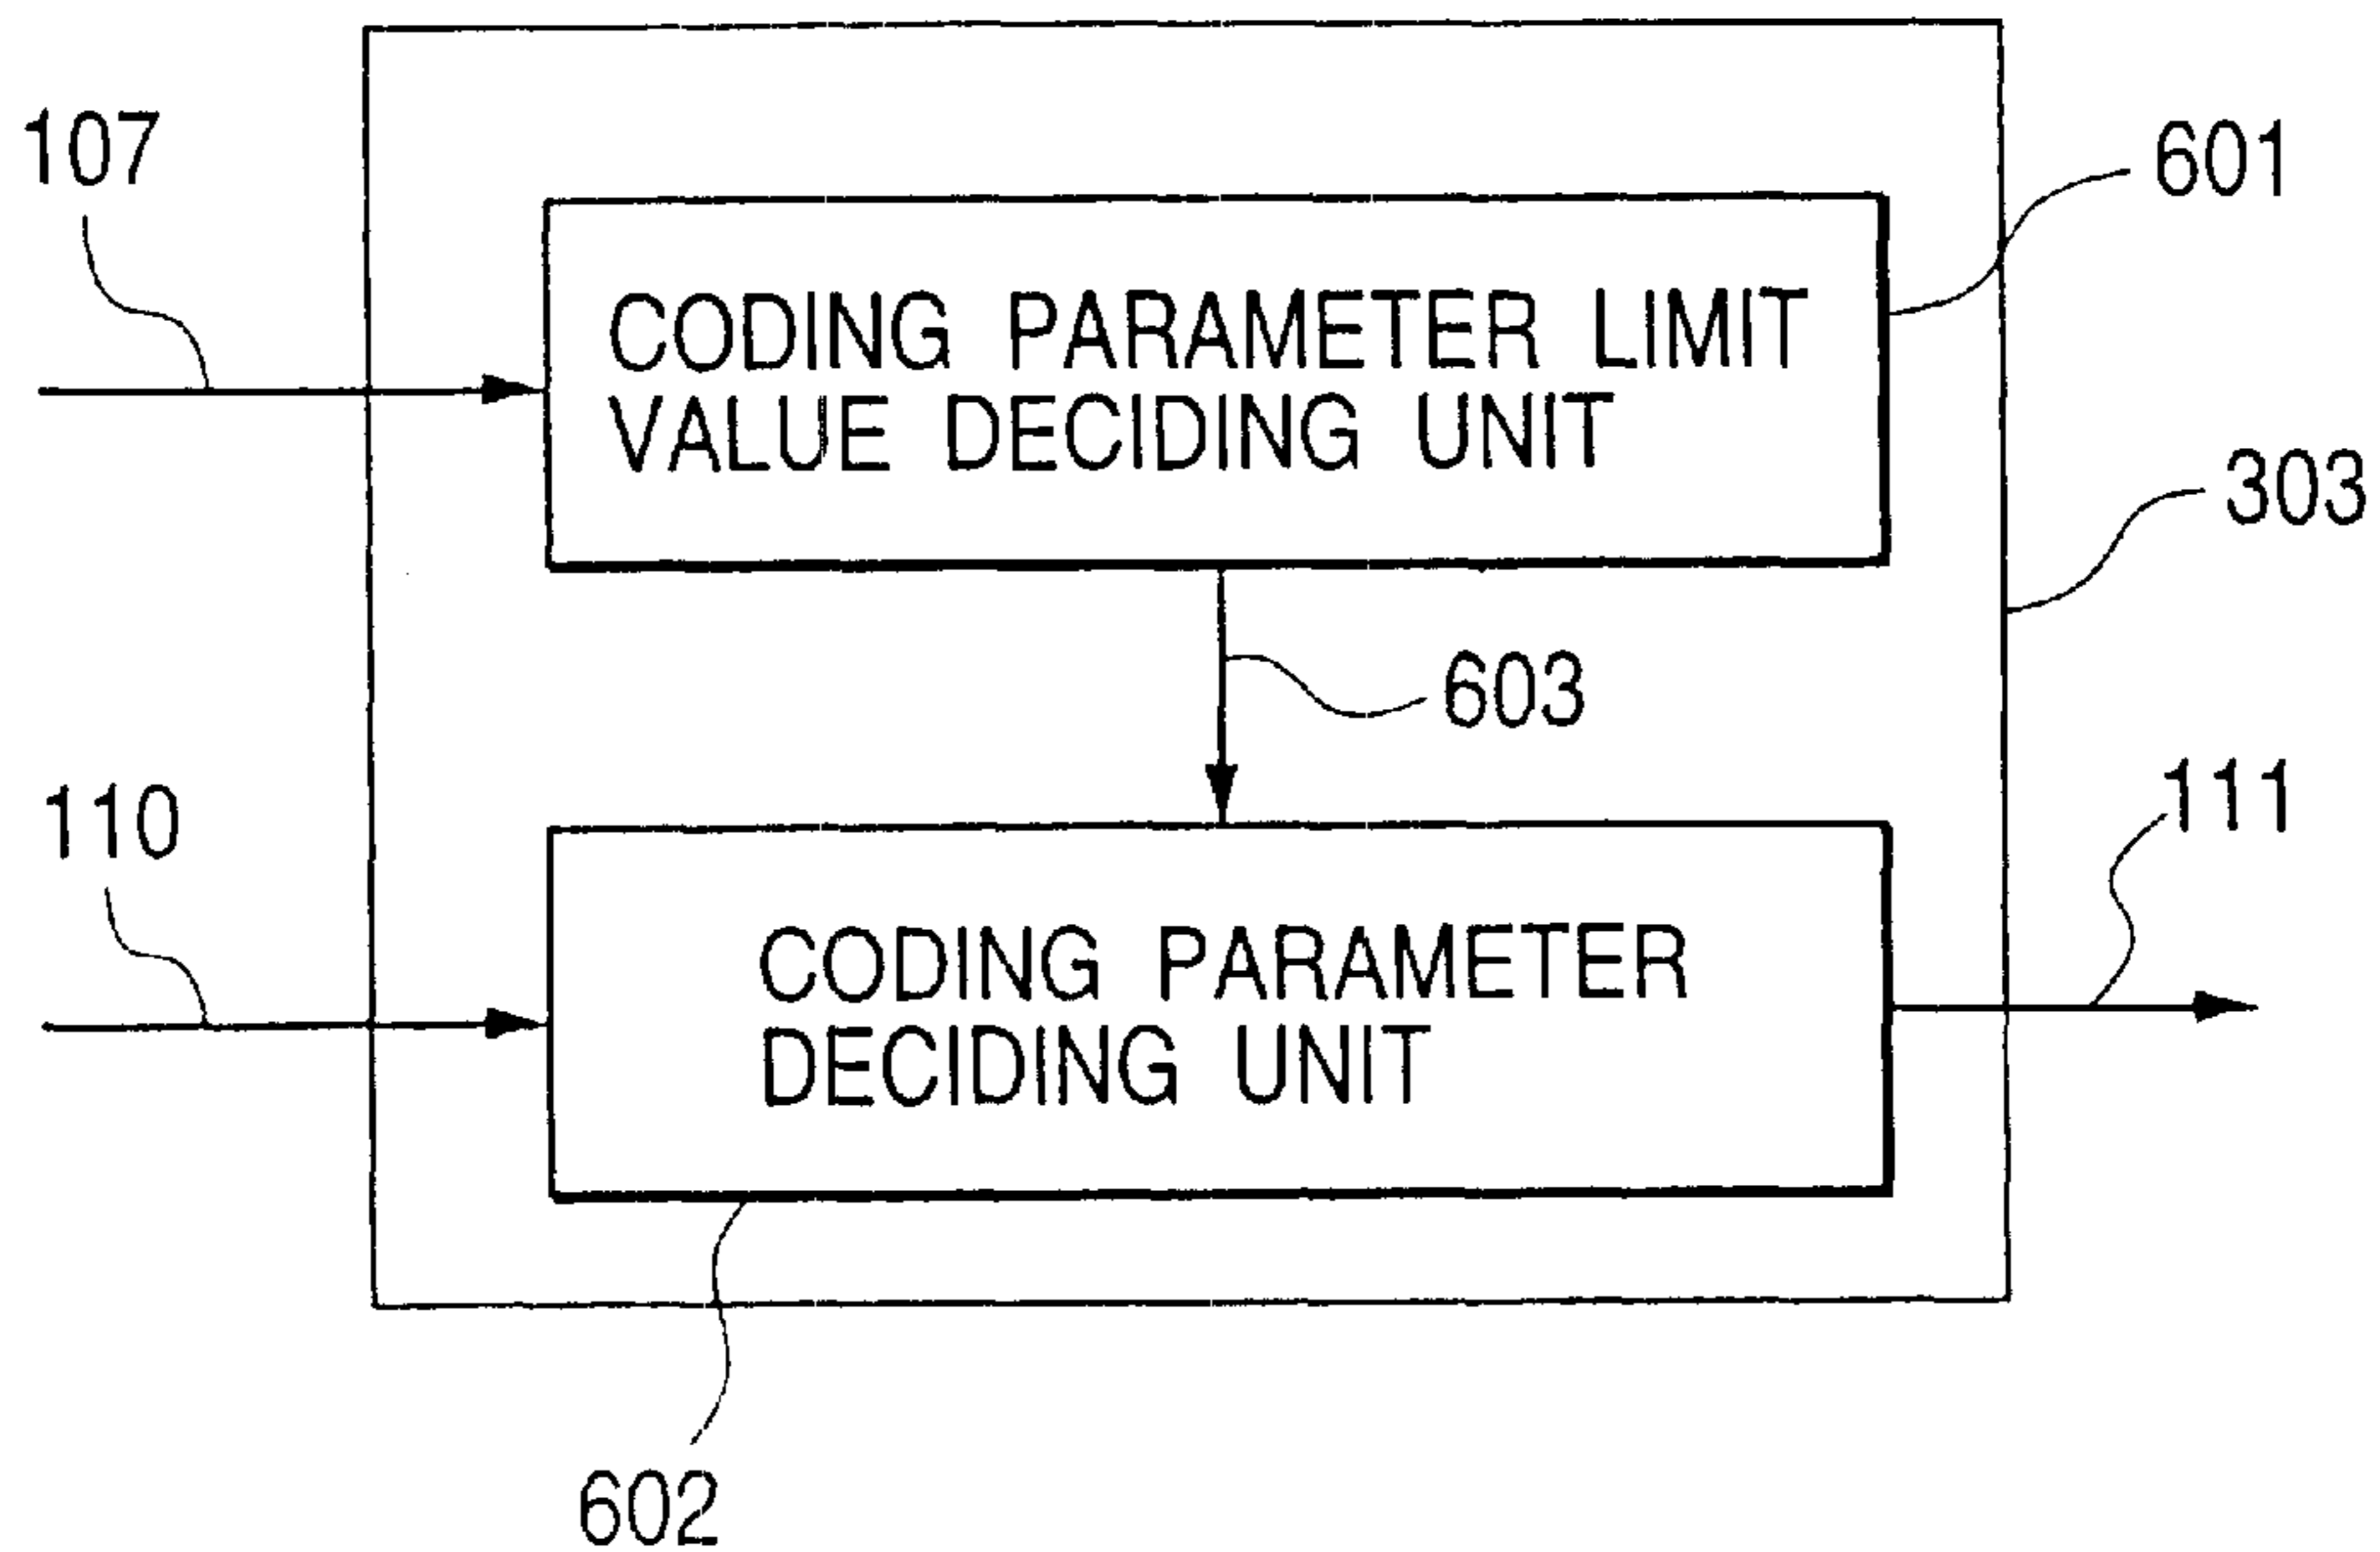 107
601
CODING PARAMETER LIMIT
VALUE DECIDING UNIT
303
603
110
111
CODING PARAMETER
DECIDING UNIT
602